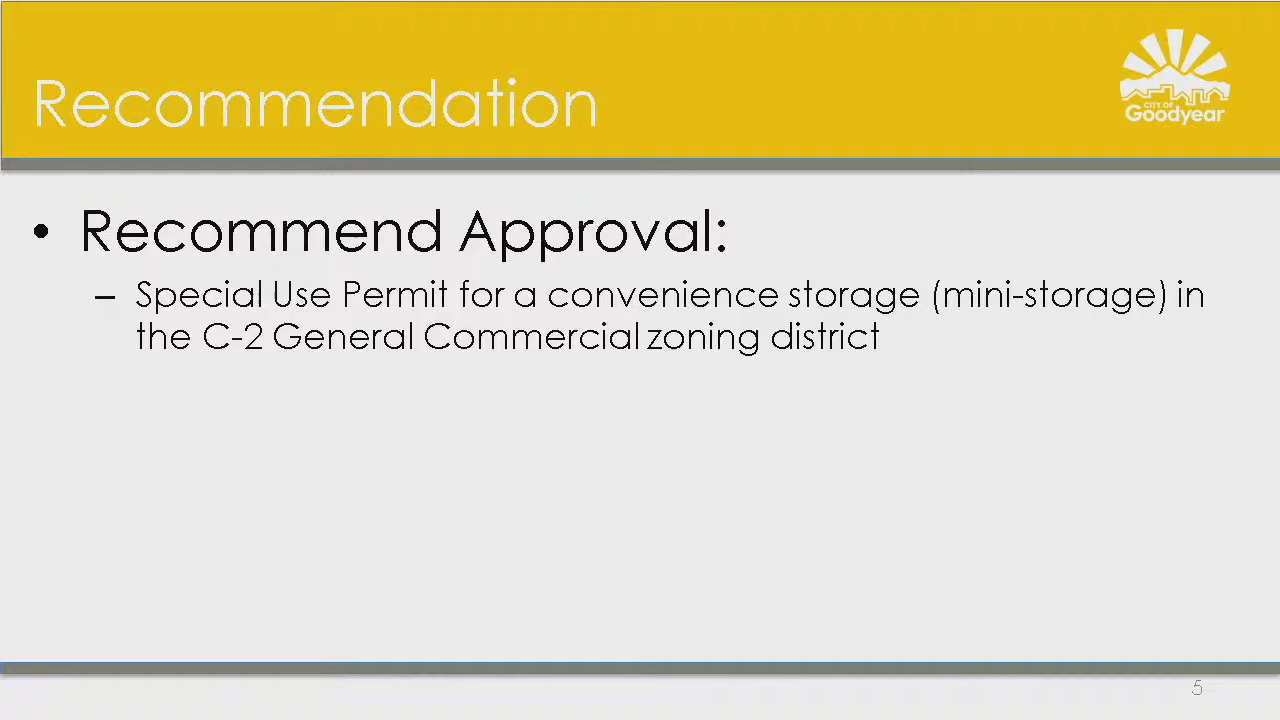 Recommendation
CITY OF
Goodyear
• Recommend Approval:
– Special Use Permit for a convenience storage (mini-storage) in
the C-2 General Commercial zoning district
5